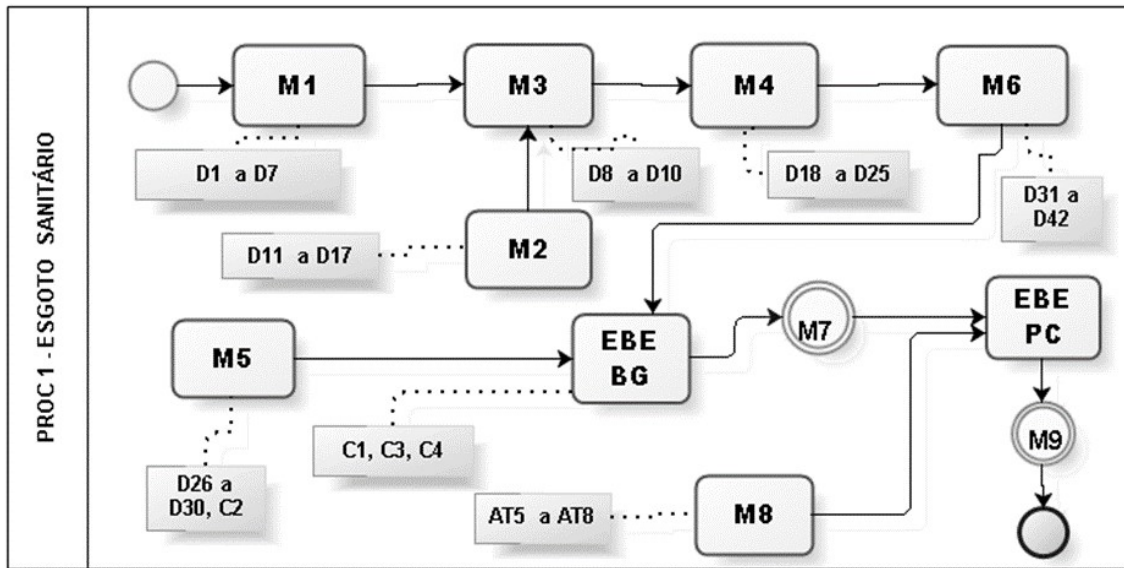 PROC 1 - ESGOTO SANITÁRIO
M1
M3
M4
M6
D1 a D7
D8 a D10
D18 a D25
D31 a
D42
D11 a D17
M2
M5
EBE
BG
M7
EBE
PC
C1, C3, C4
M9
D26 a
D30, C2
AT5 a AT8
M8